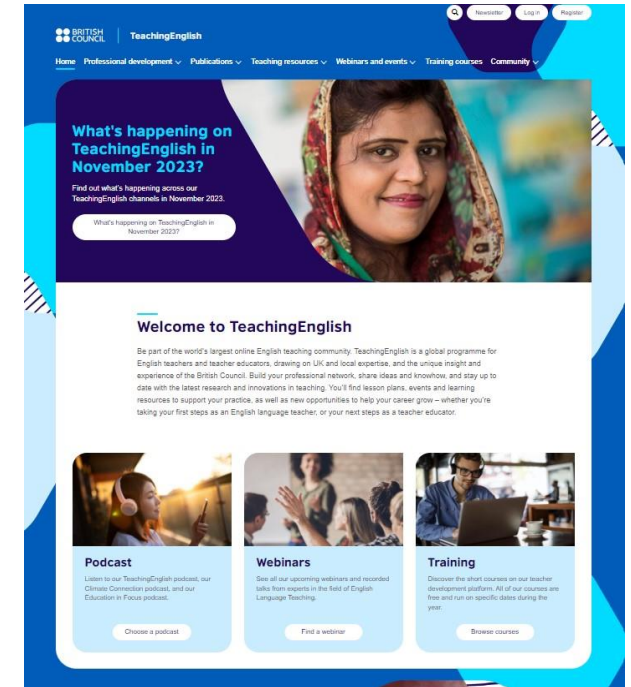 Newsletter Log in Register
BRITISH
COUNCIL
TeachingEnglish
Home Professional development Publications Teaching resources Webinars and events Training courses Community
What's happening on
TeachingEnglish in
November 2023?
Find out what's happening across our
TeachingEnglish channels in November 2023.
What's happening on TeachingEnglish in
November 2023?
Welcome to TeachingEnglish
Be part of the world's largest online English teaching community. TeachingEnglish is a global programme for
English teachers and teacher educators, drawing on UK and local expertise, and the unique insight and
experience of the British Council. Build your professional network, share ideas and knowhow, and stay up to
date with the latest research and innovations in teaching. You'll find lesson plans, events and learning
resources to support your practice, as well as new opportunities to help your career grow – whether you're
taking your first steps as an English language teacher, or your next steps as a teacher educator.
Podcast
Listen to our TeachingEnglish podcast, our
Climate Connection podcast, and our
Education in Focus podcast.
Choose a podcast
Webinars
See all our upcoming webinars and recorded
talks from experts in the field of English
Language Teaching.
Find a webinar
Training
Discover the short courses on our teacher
development platform. All of our courses are
free and run on specific dates during the
year.
Browse courses